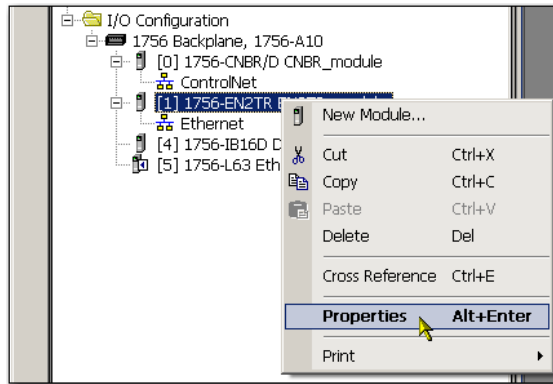 I/O Configuration
1756 Backplane, 1756-A10
[0] 1756-CNBR/D CNBR_module
ControlNet
[1] 1756-EN2TR
Ethernet
[4] 1756-IB16D D
[5] 1756-L63 Eth
New Module...
Cut Ctrl+X
Copy Ctrl+C
Paste Ctrl+V
Delete Del
Cross Reference Ctrl+E
Properties Alt+Enter
Print